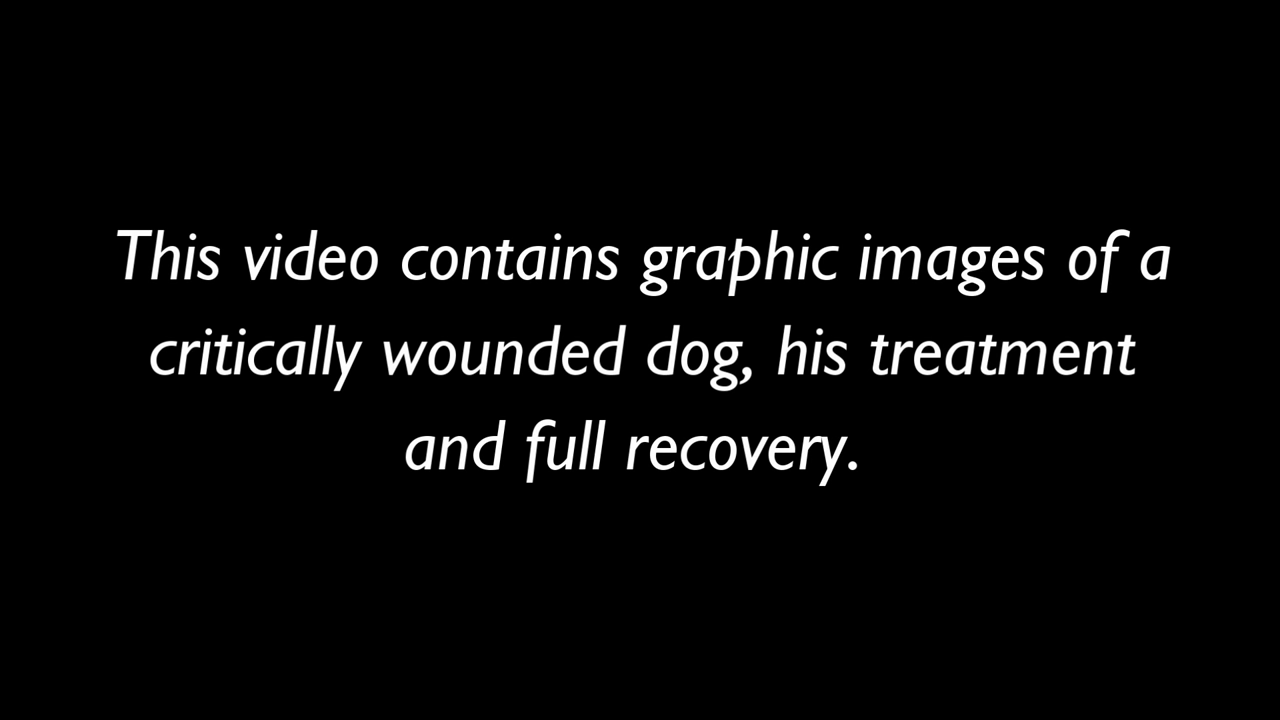 This video contains graphic images of a
critically wounded dog, his treatment
and full recovery.